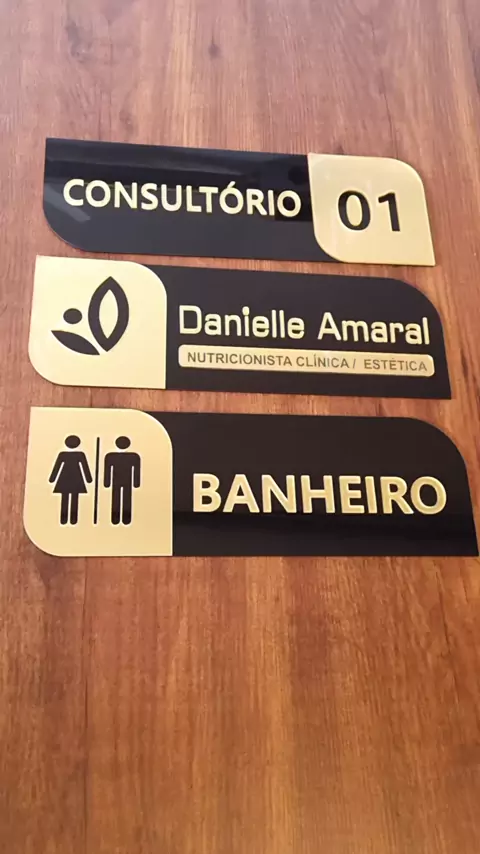 CONSULTÓRIO 01
Danielle Amaral
NUTRICIONISTA CLÍNICA / ESTÉTICA
BANHEIRO